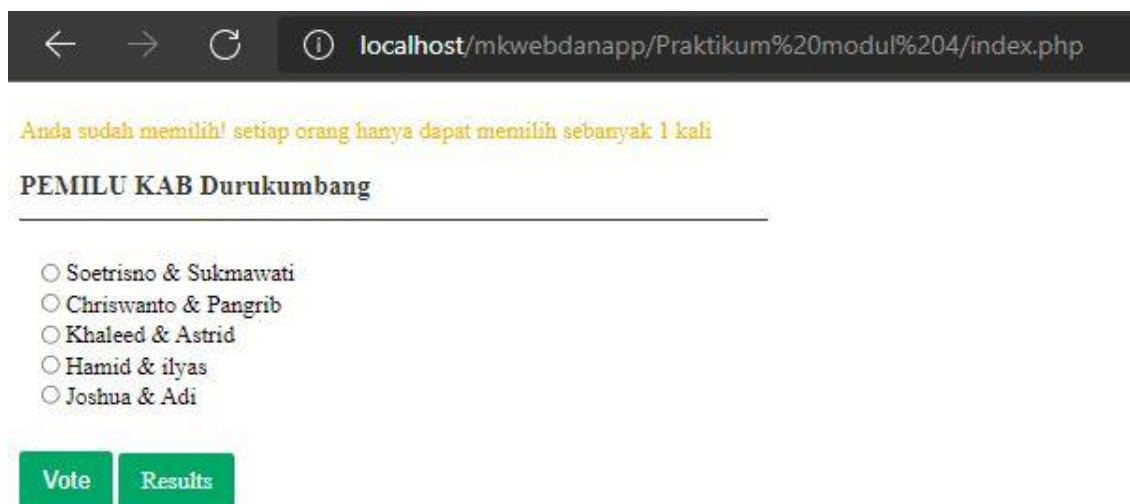 localhost/mkwebdanapp/Praktikum%20modul%204/index.php
Anda sudah memilih! setiap orang hanya dapat memilih sebanyak 1 kali
PEMILU KAB Durukumbang
Soetrisno & Sukmawati
Chriswanto & Pangrib
Khaleed & Astrid
Hamid & ilyas
Joshua & Adi
Vote Results